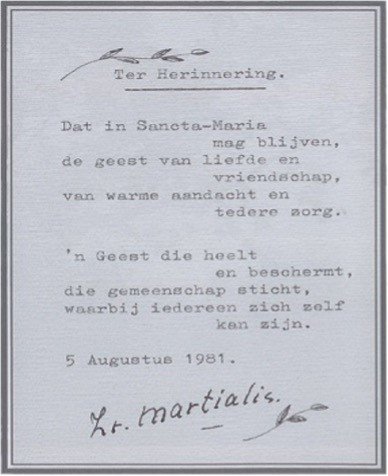 Ter Herinnering.
Dat in Sancta-Maria
mag blijven,
de geest van liefde en
vriendschap,
van warme aandacht en
tedere zorg.
'n Geest die heelt
en beschermt,
die gemeenschap sticht,
waarbij iedereen zich zelf
kan zijn.
5 Augustus 1981.
Zr. Martialis.